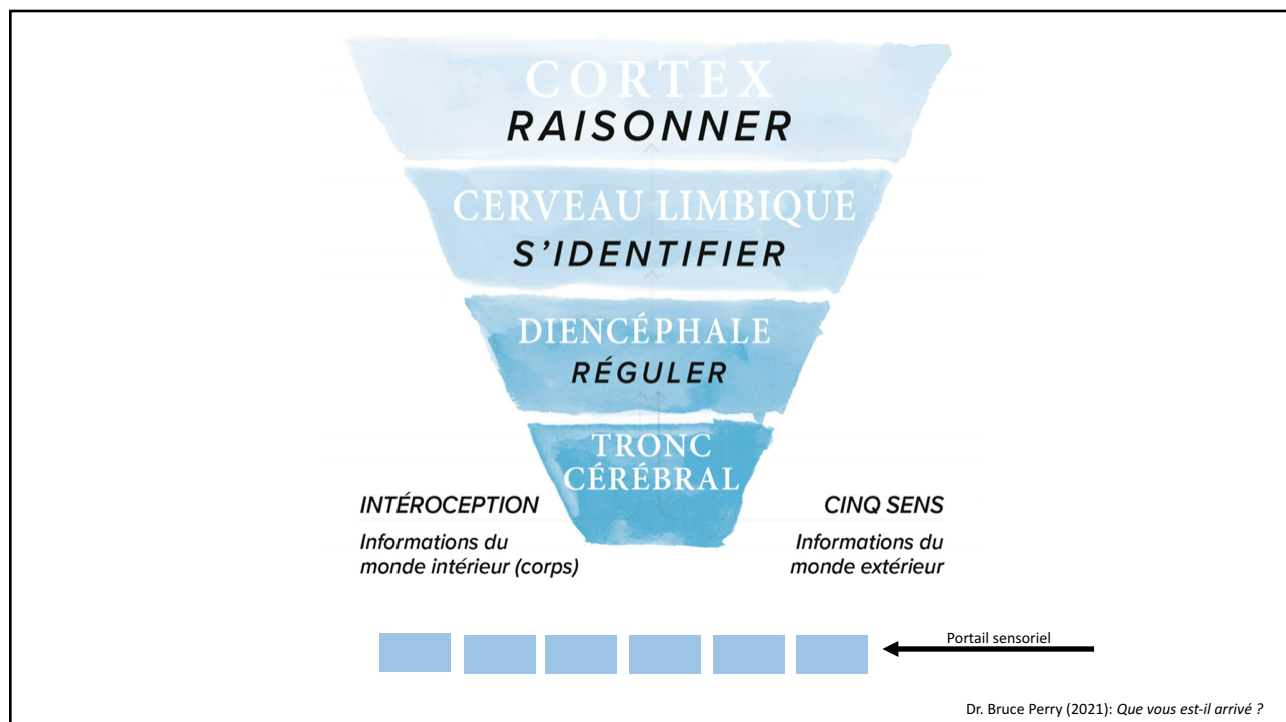 CORTEX
RAISONNER
CERVEAU LIMBIQUE
S’IDENTIFIER
DIENCÉPHALE
RÉGULER
TRONC
CÉRÉBRAL
INTÉROCEPTION
Informations du
monde intérieur (corps)
CINQ SENS
Informations du
monde extérieur
Portail sensoriel
Dr. Bruce Perry (2021): Que vous est-il arrivé ?